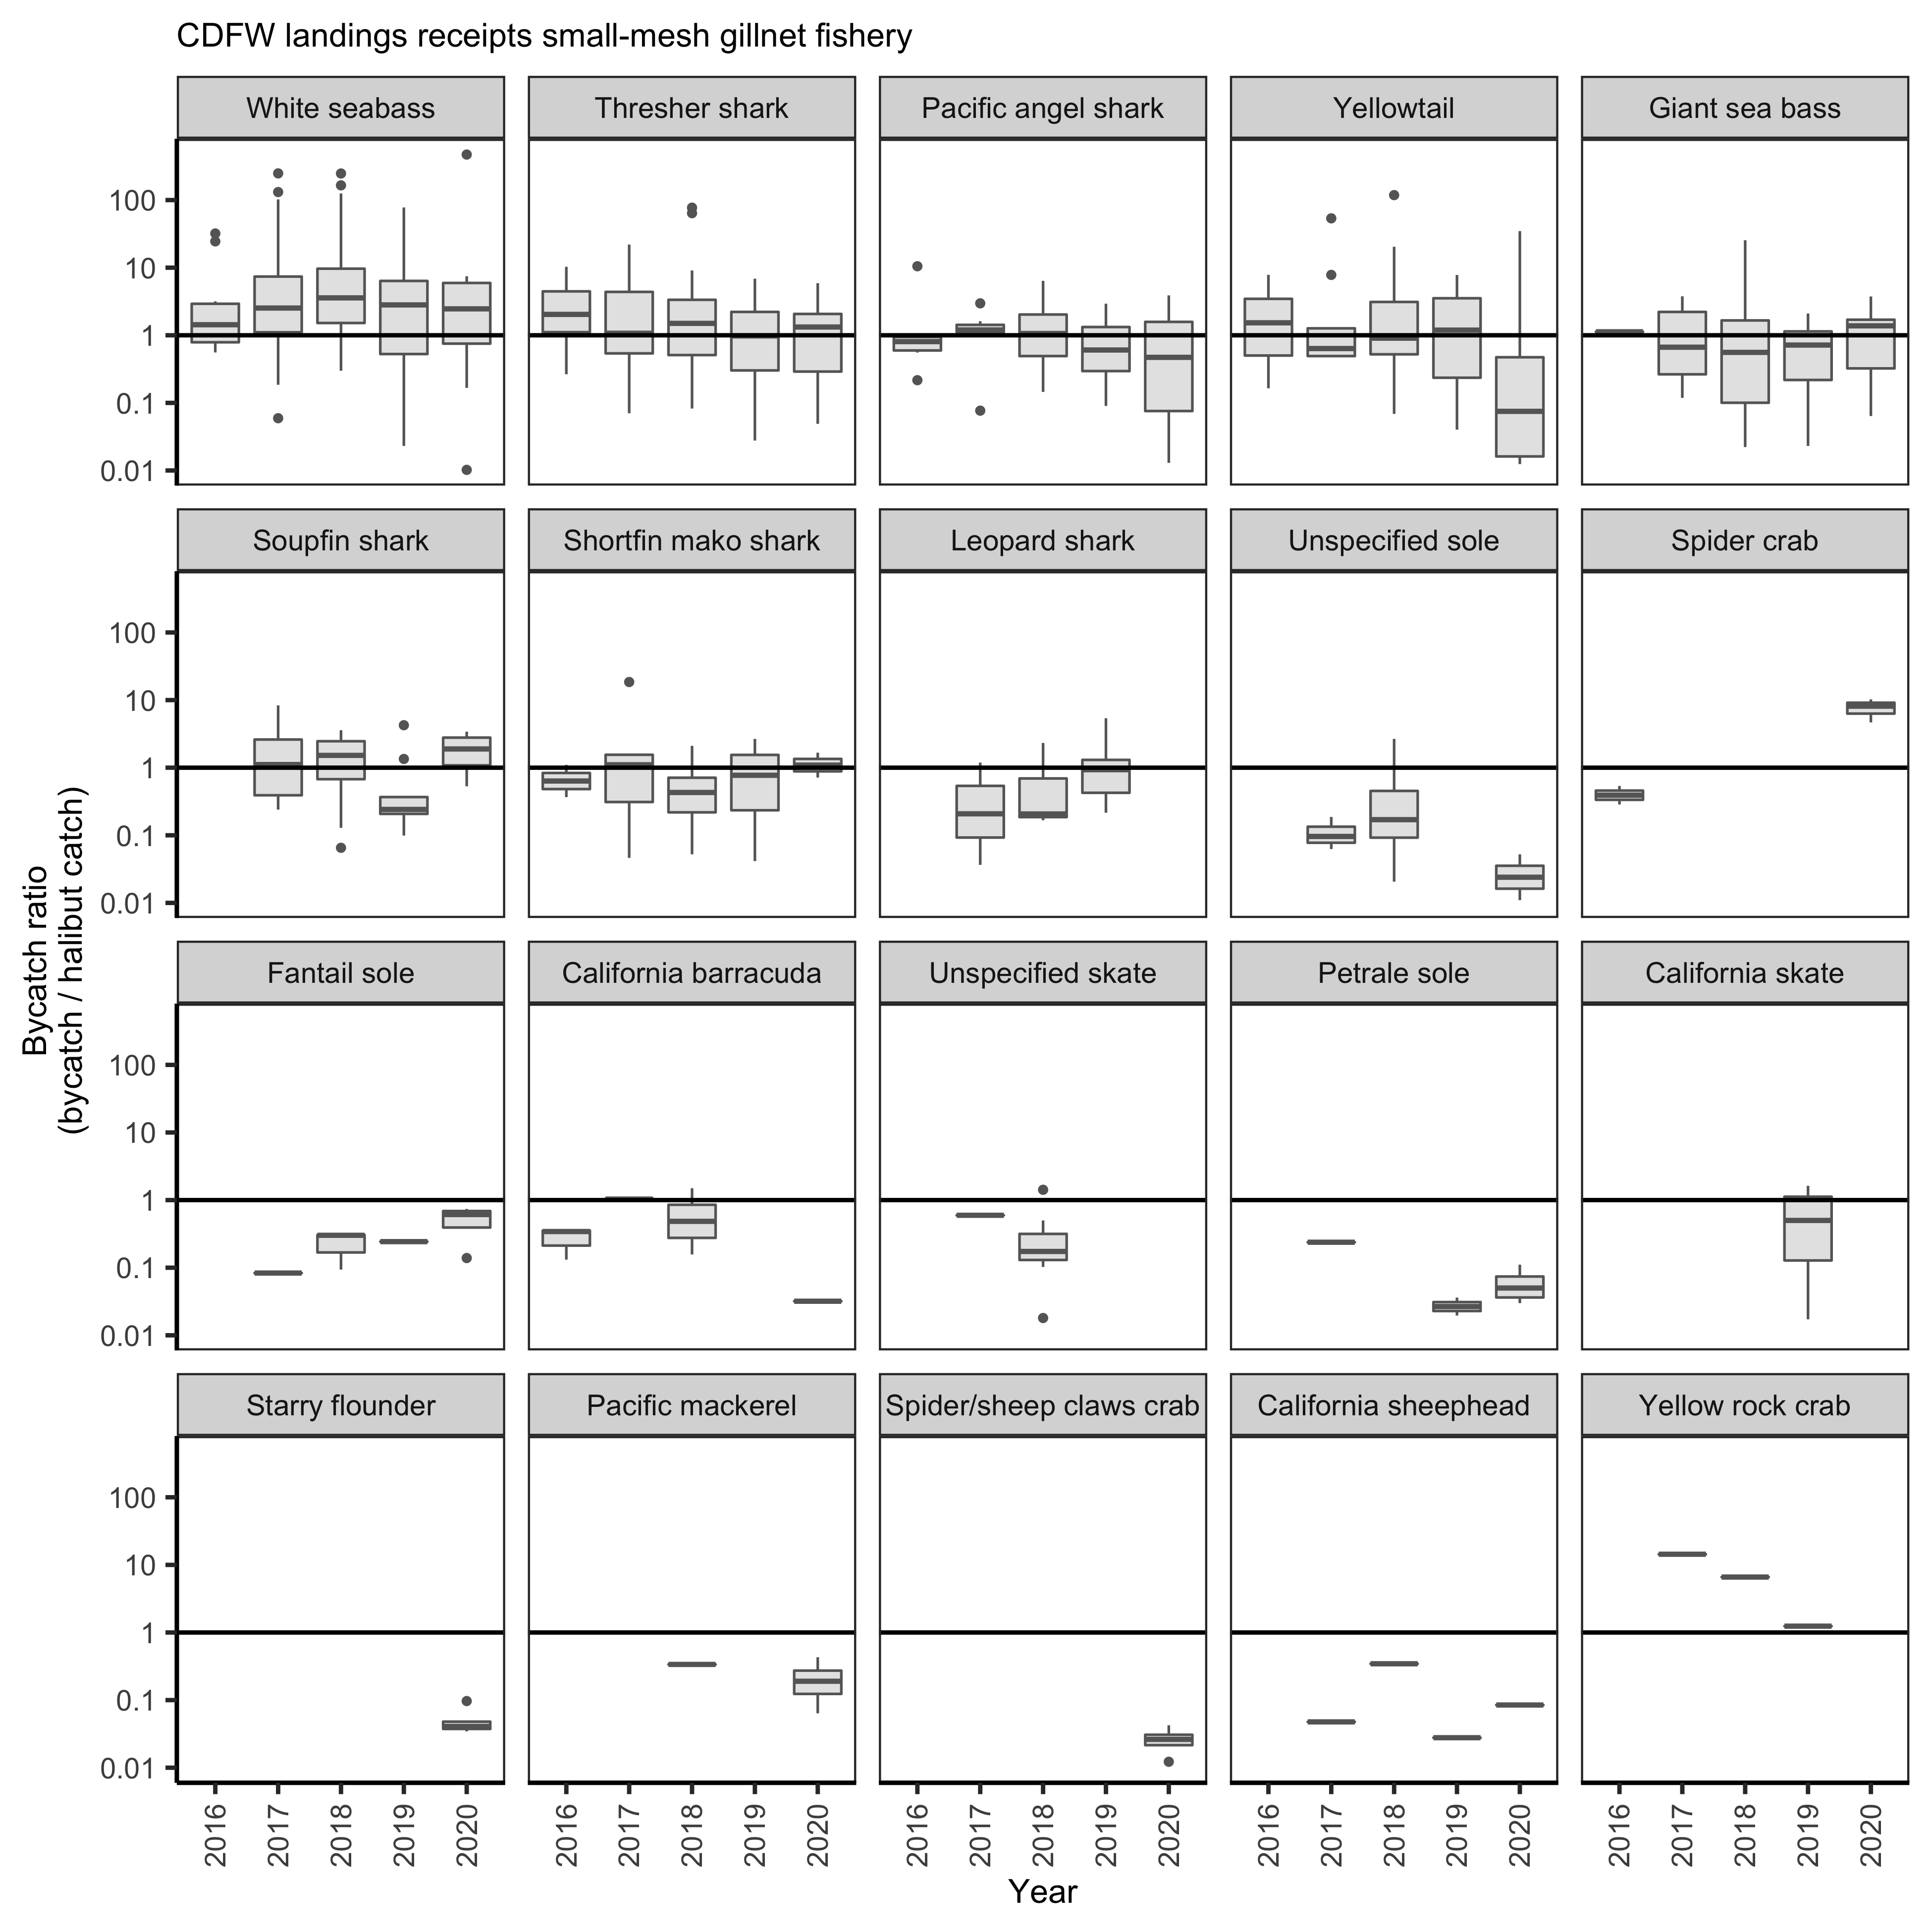 CDFW landings receipts small-mesh gillnet fishery
White seabass
Thresher shark
Pacific angel shark
Yellowtail
Giant sea bass
100
10
1
0.1
0.01
Soupfin shark
Shortfin mako shark
Leopard shark
Unspecified sole
Spider crab
100
10
1
0.1
0.01
Bycatch ratio
(bycatch / halibut catch)
Fantail sole
California barracuda
Unspecified skate
Petrale sole
California skate
100
10
1
0.1
0.01
Starry flounder
Pacific mackerel
Spider/sheep claws crab
California sheephead
Yellow rock crab
100
10
1
0.1
0.01
2016 2017 2018 2019 2020
2016 2017 2018 2019 2020
2016 2017 2018 2019 2020
2016 2017 2018 2019 2020
2016 2017 2018 2019 2020
Year